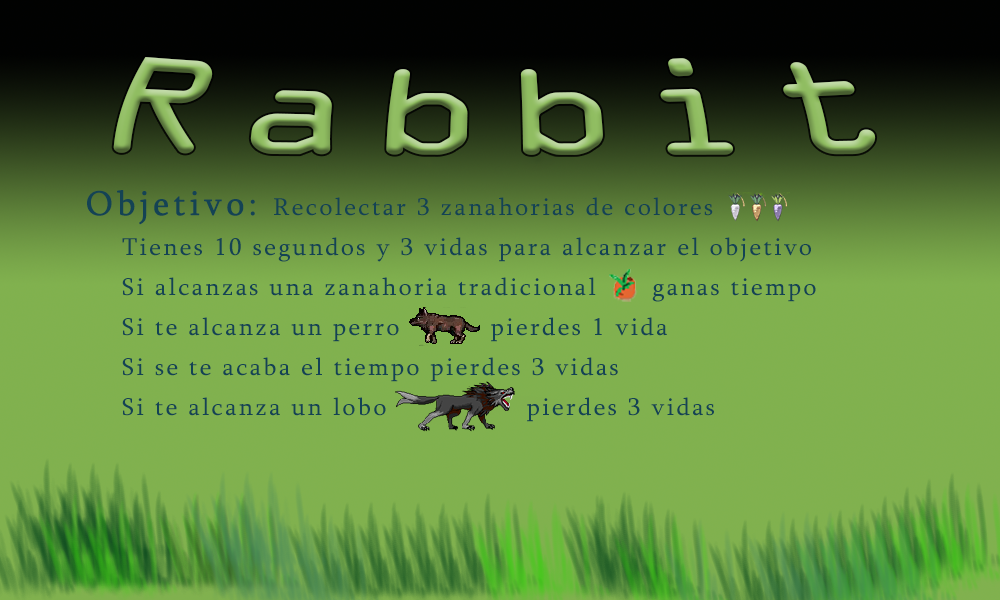 Rabbit
Objetivo: Recolectar 3 zanahorias de colores
Tienes 10 segundos y 3 vidas para alcanzar el objetivo
Si alcanzas una zanahoria tradicional ganas tiempo
Si te alcanza un perro pierdes 1 vida
Si se te acaba el tiempo pierdes 3 vidas
Si te alcanza un lobo pierdes 3 vidas